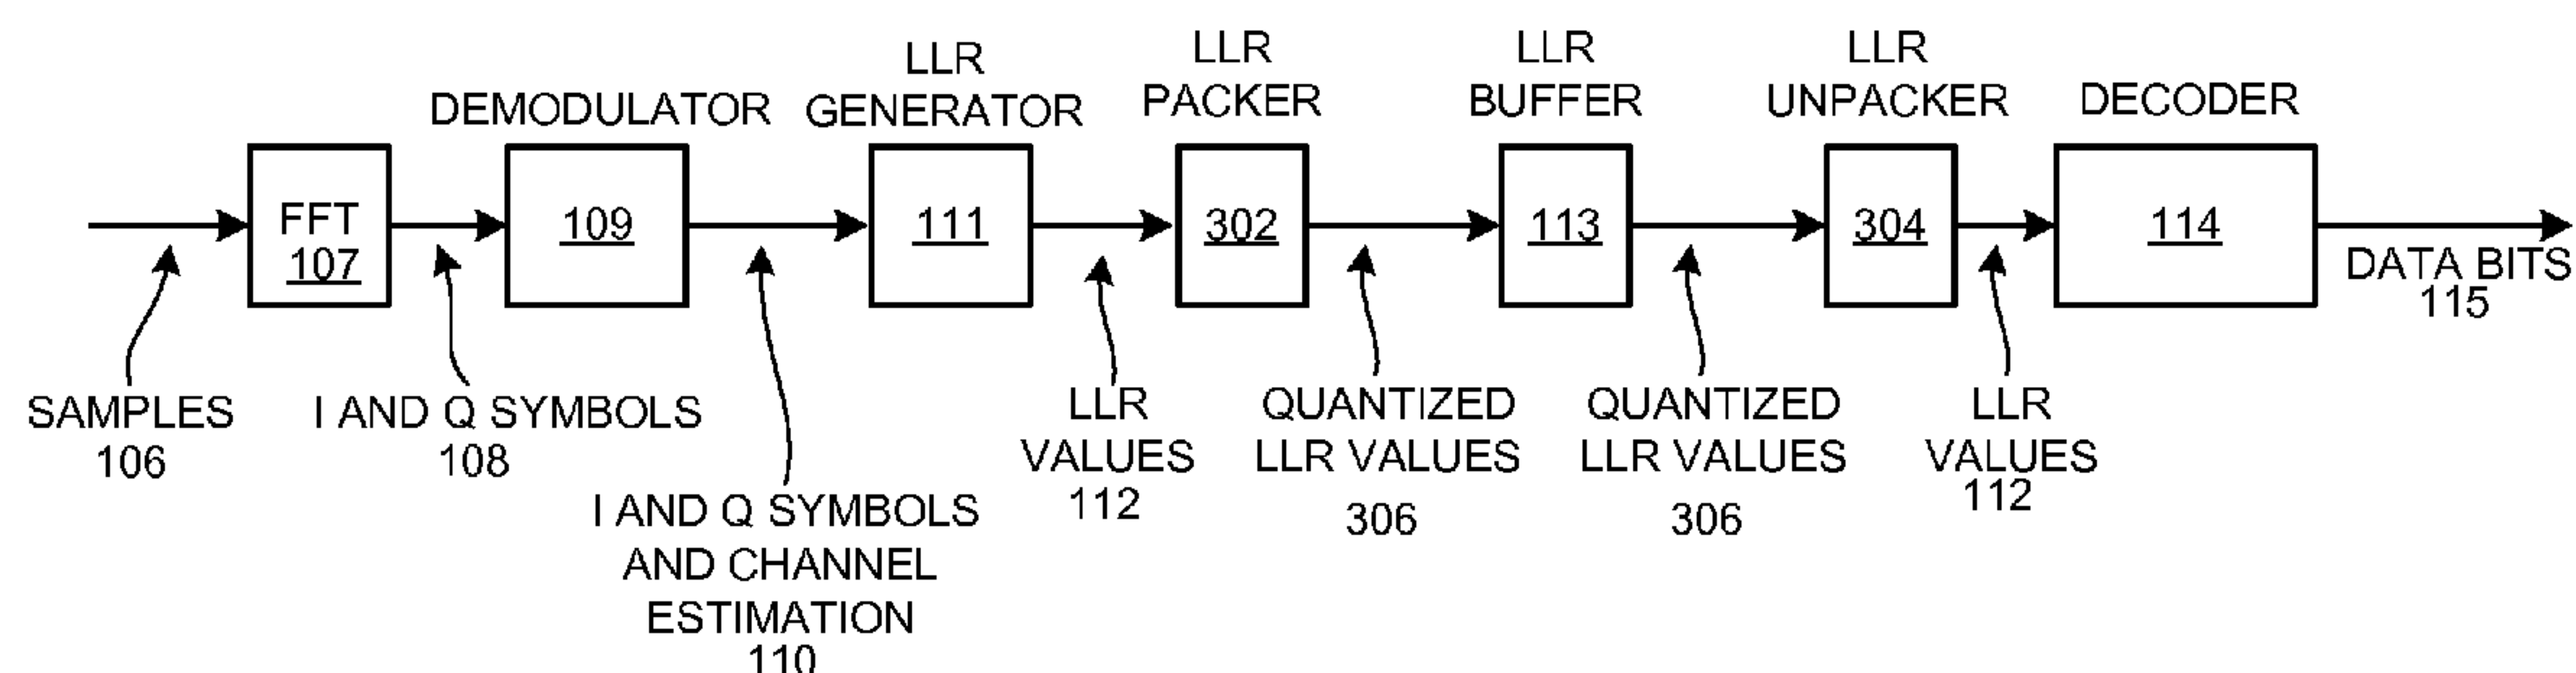 DEMODULATOR
LLR
GENERATOR
LLR
PACKER
LLR
BUFFER
LLR
UNPACKER
DECODER
FFT
107
109
111
302
113
304
114
DATA BITS
115
SAMPLES
106
I AND Q SYMBOLS
108
I AND Q SYMBOLS
AND CHANNEL
ESTIMATION
110
LLR
VALUES
112
QUANTIZED
LLR VALUES
306
QUANTIZED
LLR VALUES
306
LLR
VALUES
112